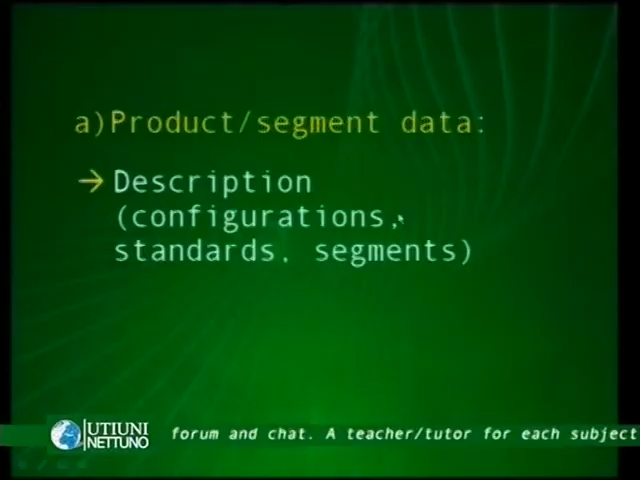 a)Product/segment data:
→ Description
(configurations,
standards, segments)
UTIUNI
NETTUNO
forum and chat. A teacher/tutor for each subject